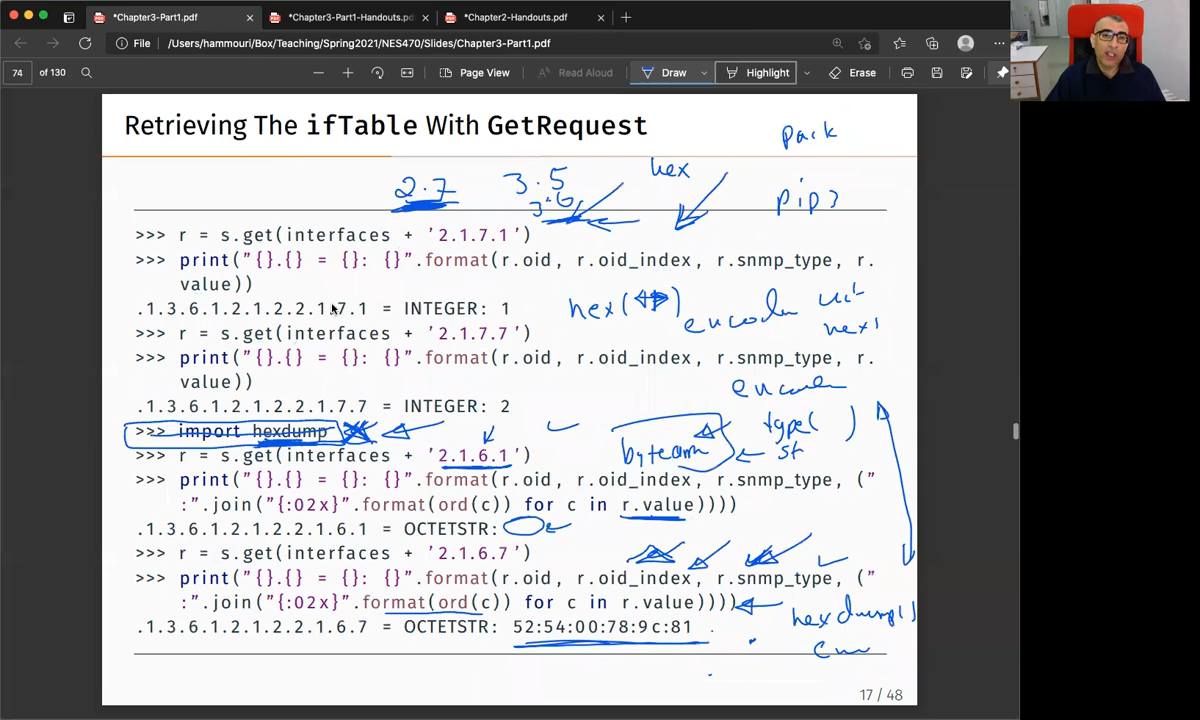 *Chapter3-Part1.pdf
*Chapter3-Part1-Handouts.pd
*Chapter2-Handouts.pdf
File /Users/hammouri/Box/Teaching/Spring2021/NES470/Slides/Chapter3-Part1.pdf
74 of 130 Page View Read Aloud Draw Highlight Erase
Retrieving The ifTable With GetRequest
pack
2.7 3.5 hex
3.6 pip3
>>> r = s.get(interfaces + '2.1.7.1')
>>> print("{}.{} = {}: {}".format(r.oid, r.oid_index, r.snmp_type, r.
value))
.1.3.6.1.2.1.2.2.1.7.1 = INTEGER: 1
hex( )
>>> r = s.get(interfaces + '2.1.7.7')
>>> print("{}.{} = {}: {}".format(r.oid, r.oid_index, r.snmp_type, r.
value))
.1.3.6.1.2.1.2.2.1.7.7 = INTEGER: 2
>>> import hexdump
type( )
>>> r = s.get(interfaces + '2.1.6.1')
>>> print("{}.{} = {}: {}".format(r.oid, r.oid_index, r.snmp_type, ("
:".join("{:02x}".format(ord(c)) for c in r.value))))
.1.3.6.1.2.1.2.2.1.6.1 = OCTETSTR:
>>> r = s.get(interfaces + '2.1.6.7')
>>> print("{}.{} = {}: {}".format(r.oid, r.oid_index, r.snmp_type, ("
:".join("{:02x}".format(ord(c)) for c in r.value))))
hexdump()
.1.3.6.1.2.1.2.2.1.6.7 = OCTETSTR: 52:54:00:78:9c:81
17 / 48